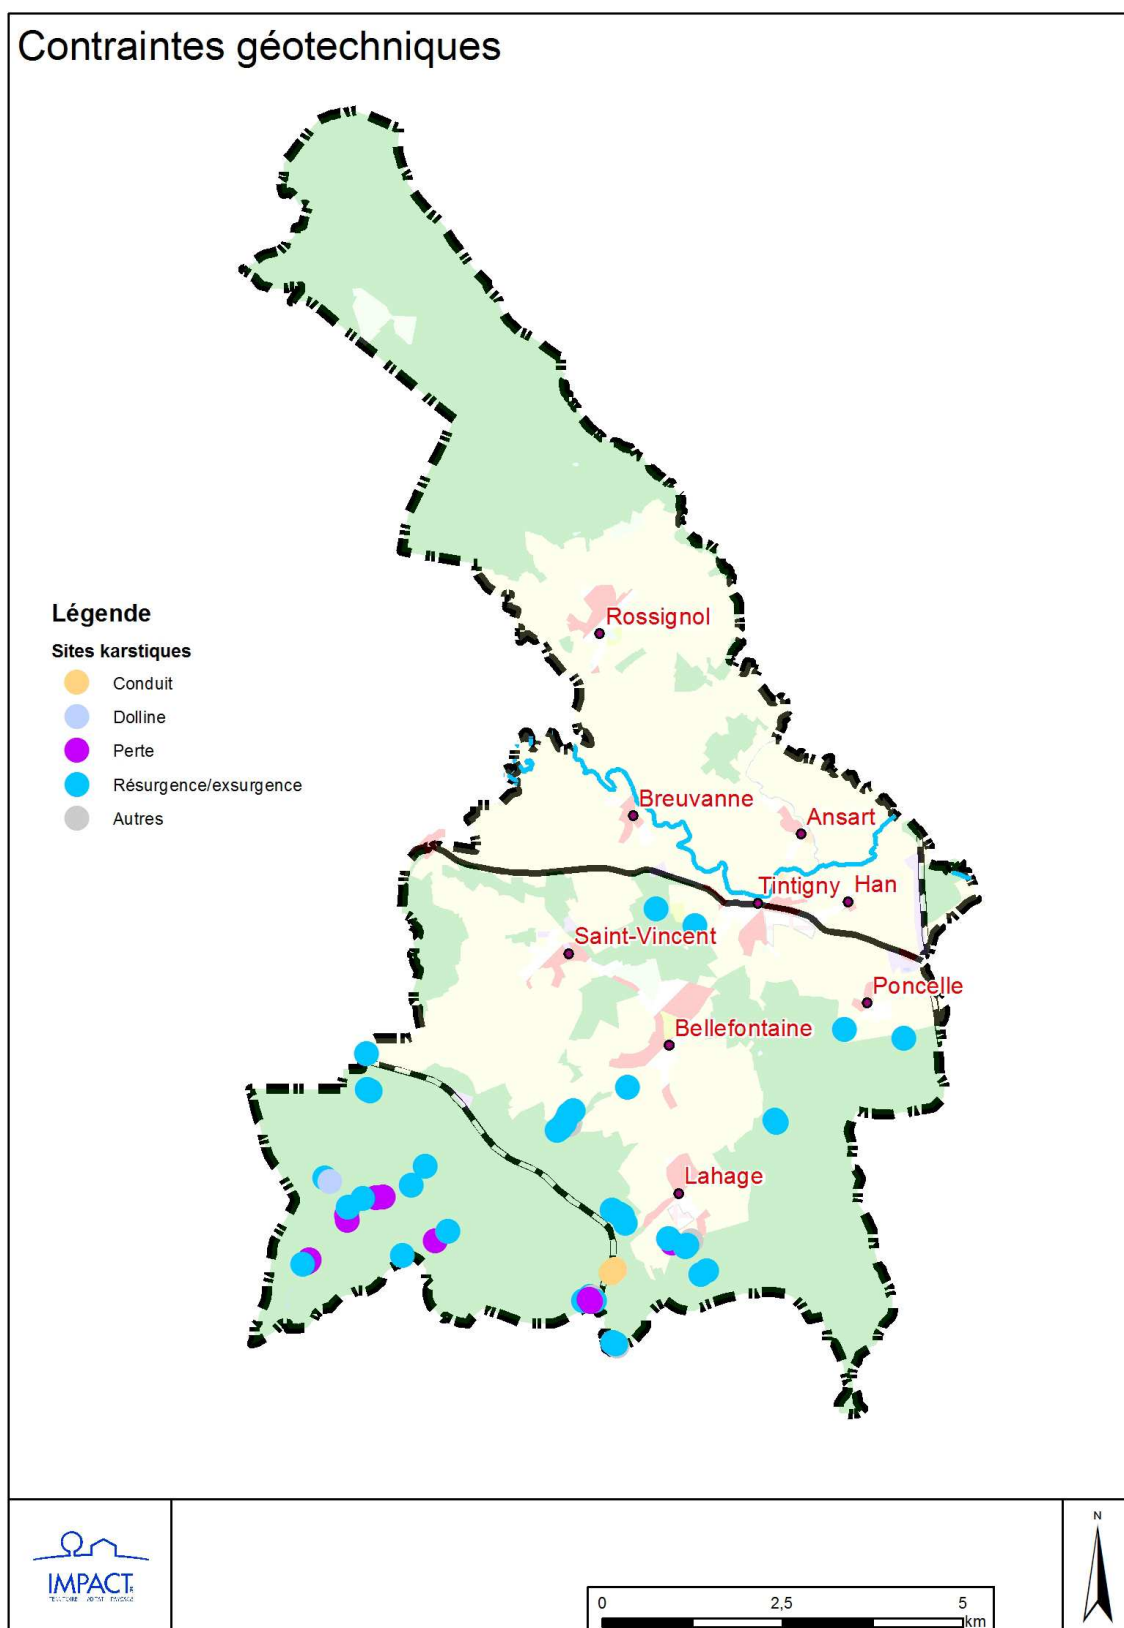 Contraintes géotechniques
Rossignol
Légende
Sites karstiques
Conduit
Dolline
Perte
Résurgence/exsurgence
Autres
Breuvanne
Ansart
Tintigny
Han
Saint-Vincent
Poncelle
Bellefontaine
Lahage
IMPACT
N
0
2,5
5
km